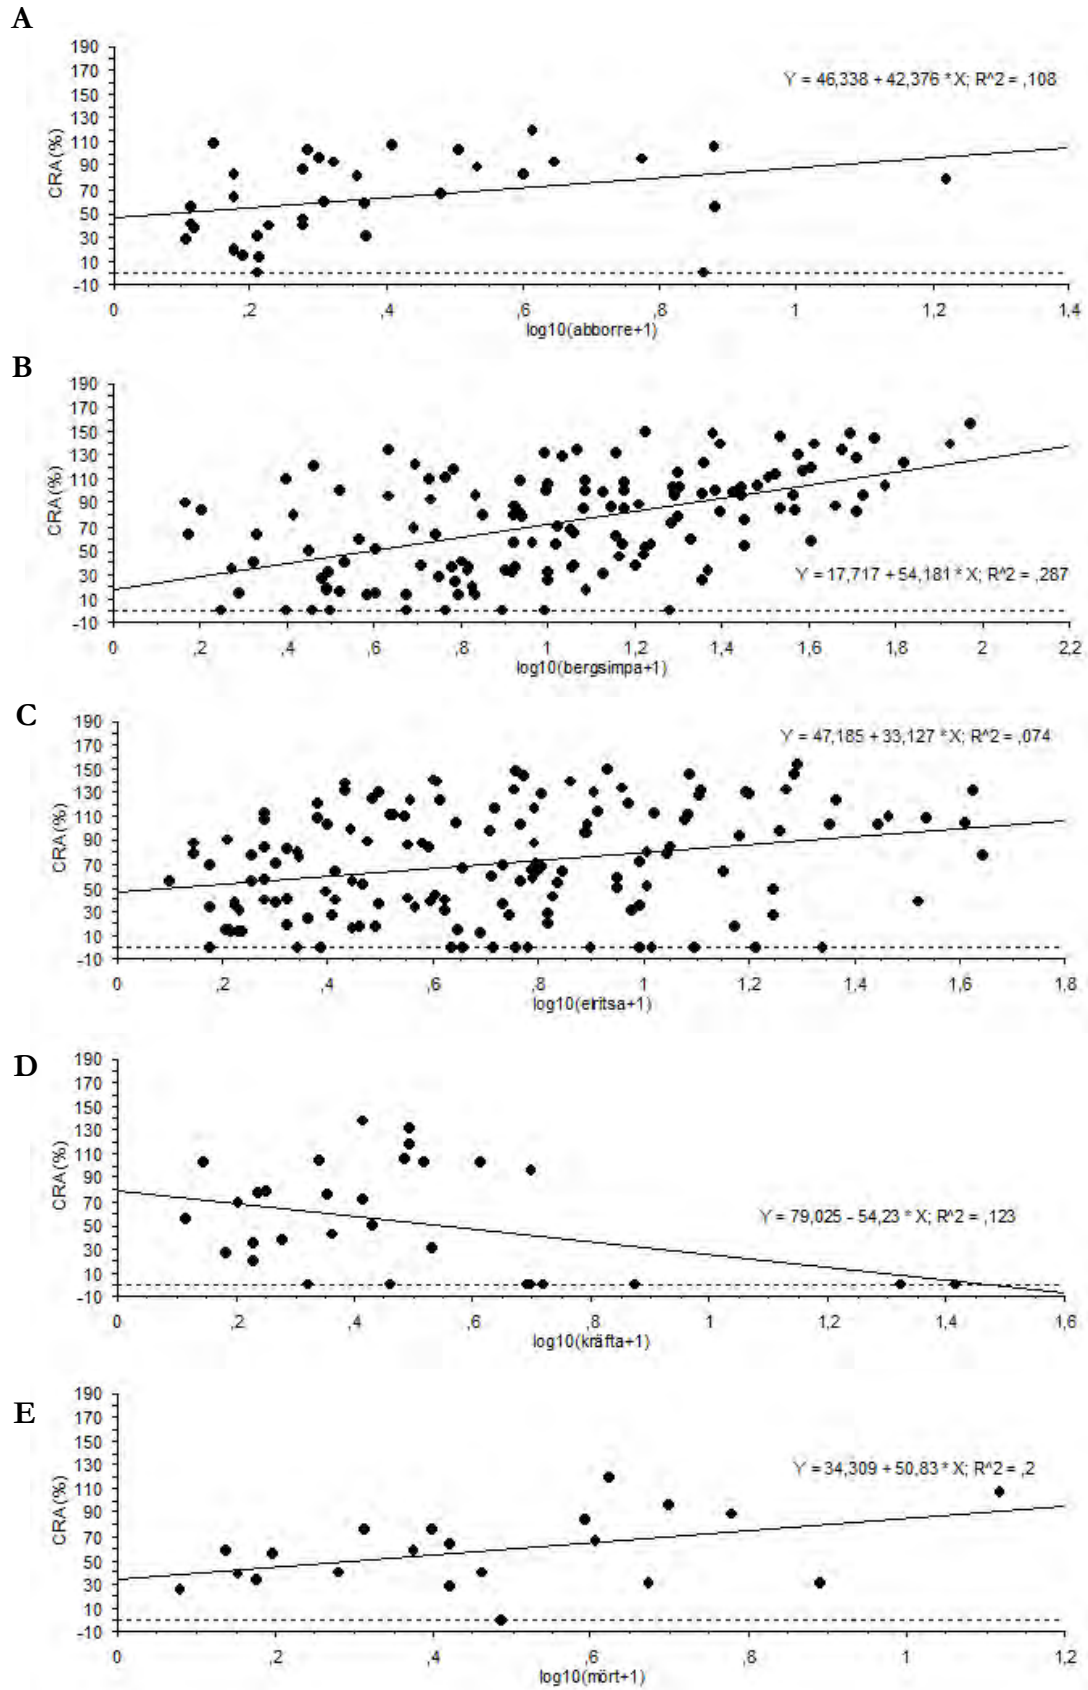 A
190
170
150
130
110
90
70
50
30
10
-10
CRA(%)
Y = 46,338 + 42,376 * X; R^2 = ,108
0 ,2 ,4 ,6 ,8 1 1,2 1,4
log10(abborre+1)
B
190
170
150
130
110
90
70
50
30
10
-10
CRA(%)
Y = 17,717 + 54,181 * X; R^2 = ,287
0 ,2 ,4 ,6 ,8 1 1,2 1,4 1,6 1,8 2 2,2
log10(bergsimpa+1)
C
190
170
150
130
110
90
70
50
30
10
-10
CRA(%)
Y = 47,185 + 33,127 * X; R^2 = ,074
0 ,2 ,4 ,6 ,8 1 1,2 1,4 1,6 1,8
log10(elritsa+1)
D
190
170
150
130
110
90
70
50
30
10
-10
CRA(%)
Y = 79,025 - 54,23 * X; R^2 = ,123
0 ,2 ,4 ,6 ,8 1 1,2 1,4 1,6
log10(kräfta+1)
E
190
170
150
130
110
90
70
50
30
10
-10
CRA(%)
Y = 34,309 + 50,83 * X; R^2 = ,2
0 ,2 ,4 ,6 ,8 1 1,2
log10(mört+1)